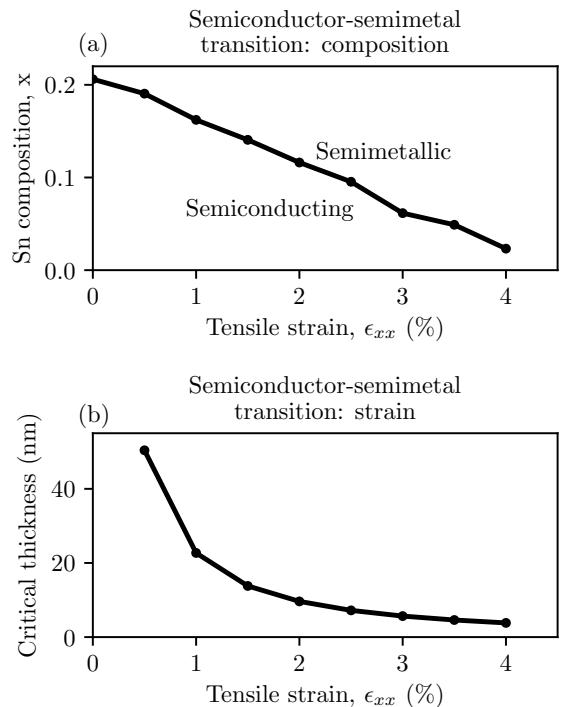 Semiconductor-semimetal
transition: composition
(a)
Sn composition, x
0.2
0.1
0.0
Semimetallic
Semiconducting
0 1 2 3 4
Tensile strain, ϵxx (%)
Semiconductor-semimetal
transition: strain
(b)
Critical thickness (nm)
40
20
0
0 1 2 3 4
Tensile strain, ϵxx (%)